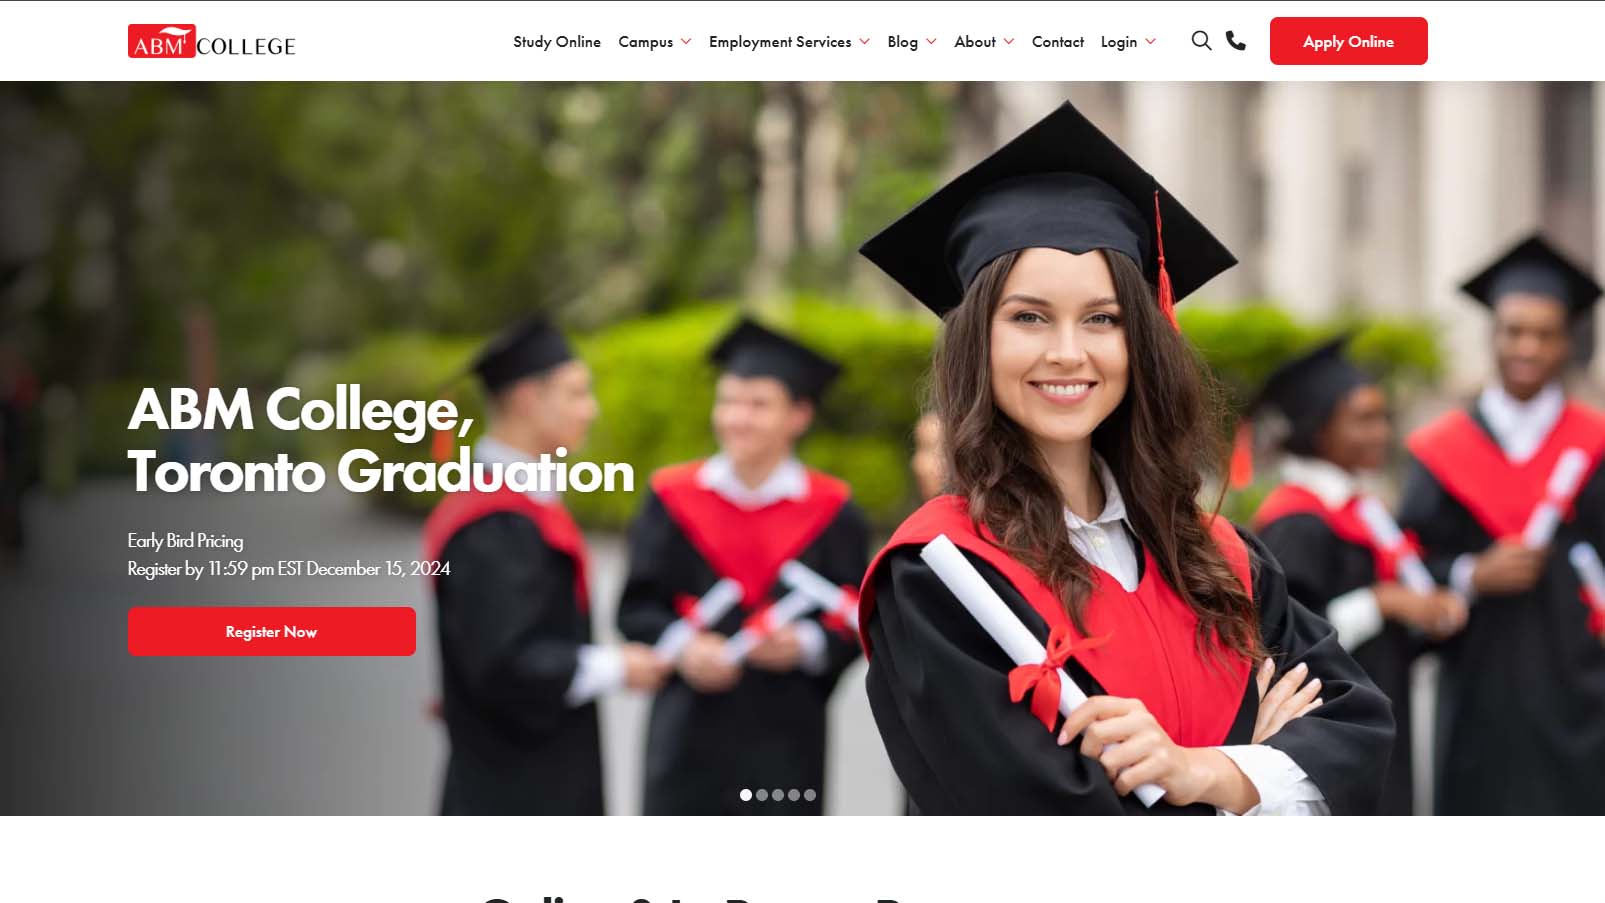 ABM COLLEGE
Study Online Campus Employment Services Blog About Contact Login Apply Online
ABM College,
Toronto Graduation
Early Bird Pricing
Register by 11:59 pm EST December 15, 2024
Register Now